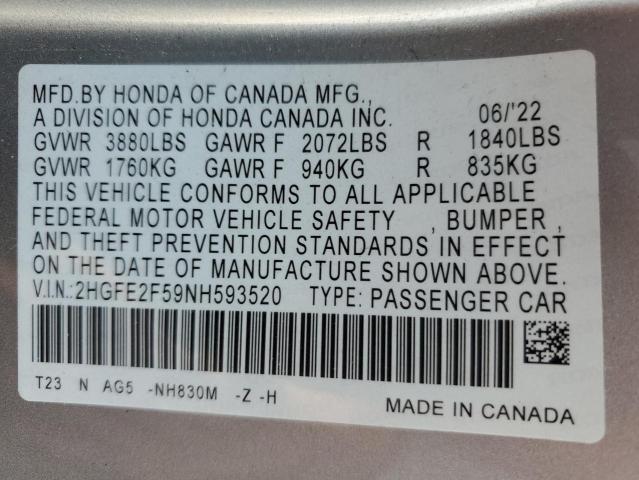 MFD.BY HONDA OF CANADA MFG.,
A DIVISION OF HONDA CANADA INC. 06/'22
GVWR 3880LBS GAWR F 2072LBS R 1840LBS
GVWR 1760KG GAWR F 940KG R 835KG
THIS VEHICLE CONFORMS TO ALL APPLICABLE
FEDERAL MOTOR VEHICLE SAFETY , BUMPER ,
AND THEFT PREVENTION STANDARDS IN EFFECT
ON THE DATE OF MANUFACTURE SHOWN ABOVE.
V.I.N.:2HGFE2F59NH593520 TYPE: PASSENGER CAR
T23 N AG5 -NH830M -Z -H
MADE IN CANADA